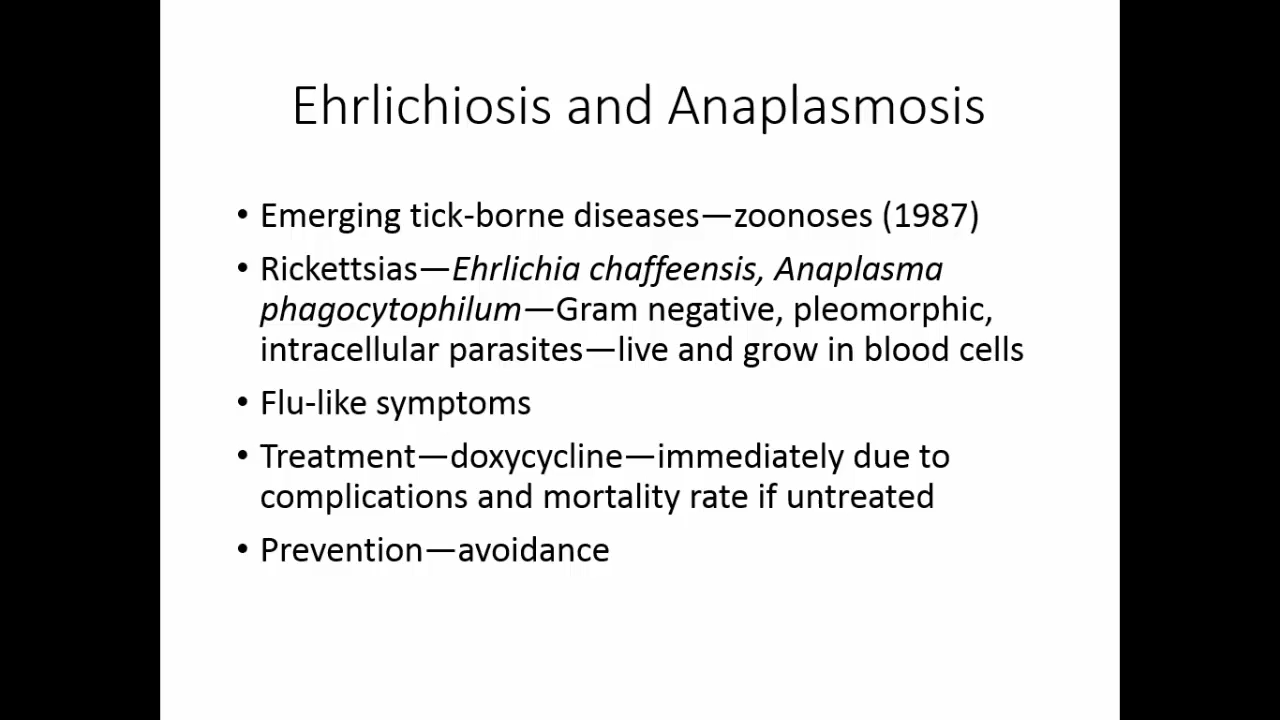 Ehrlichiosis and Anaplasmosis
• Emerging tick-borne diseases—zoonoses (1987)
• Rickettsias—Ehrlichia chaffeensis, Anaplasma
phagocytophilum—Gram negative, pleomorphic,
intracellular parasites—live and grow in blood cells
• Flu-like symptoms
• Treatment—doxycycline—immediately due to
complications and mortality rate if untreated
• Prevention—avoidance